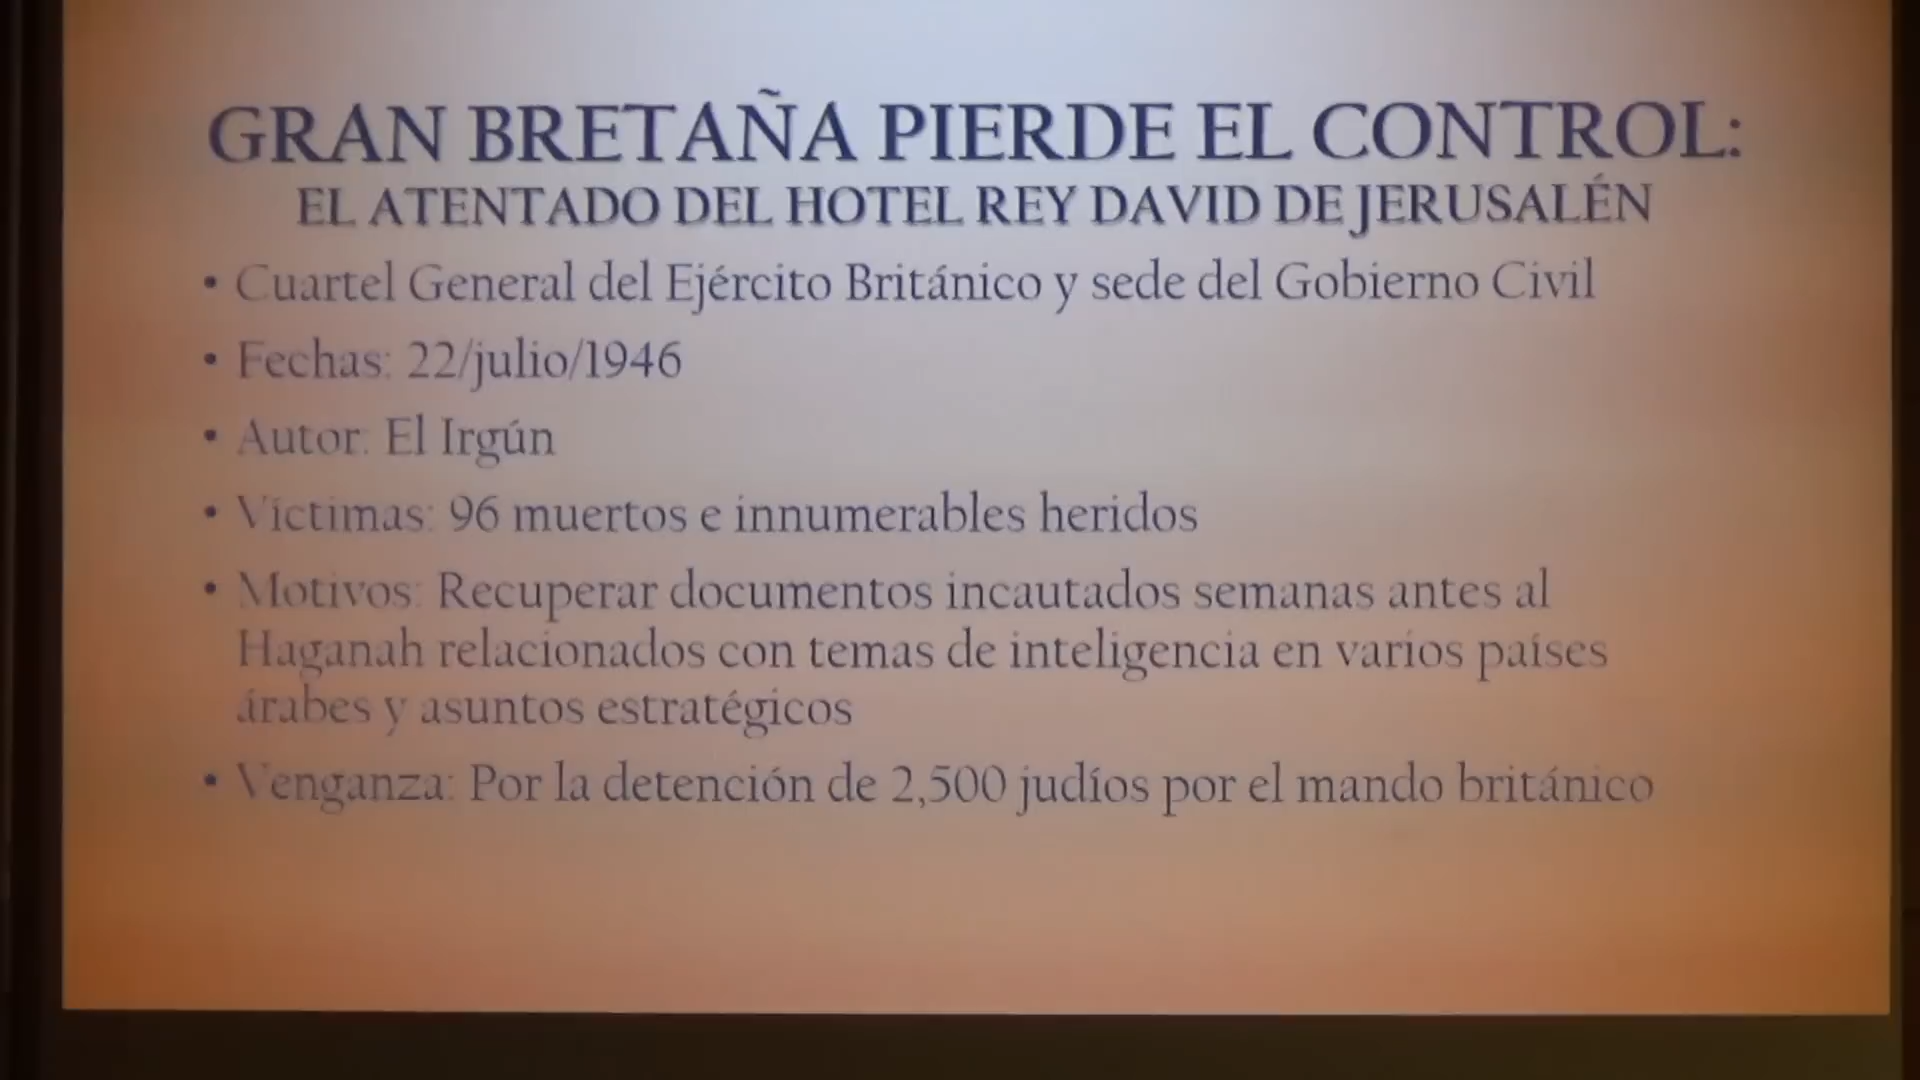 GRAN BRETAÑA PIERDE EL CONTROL:
EL ATENTADO DEL HOTEL REY DAVID DE JERUSALÉN
• Cuartel General del Ejército Británico y sede del Gobierno Civil
• Fechas: 22/julio/1946
• Autor: El Irgún
• Víctimas: 96 muertos e innumerables heridos
• Motivos: Recuperar documentos incautados semanas antes al
Haganah relacionados con temas de inteligencia en varios países
árabes y asuntos estratégicos
• Venganza: Por la detención de 2,500 judíos por el mando británico